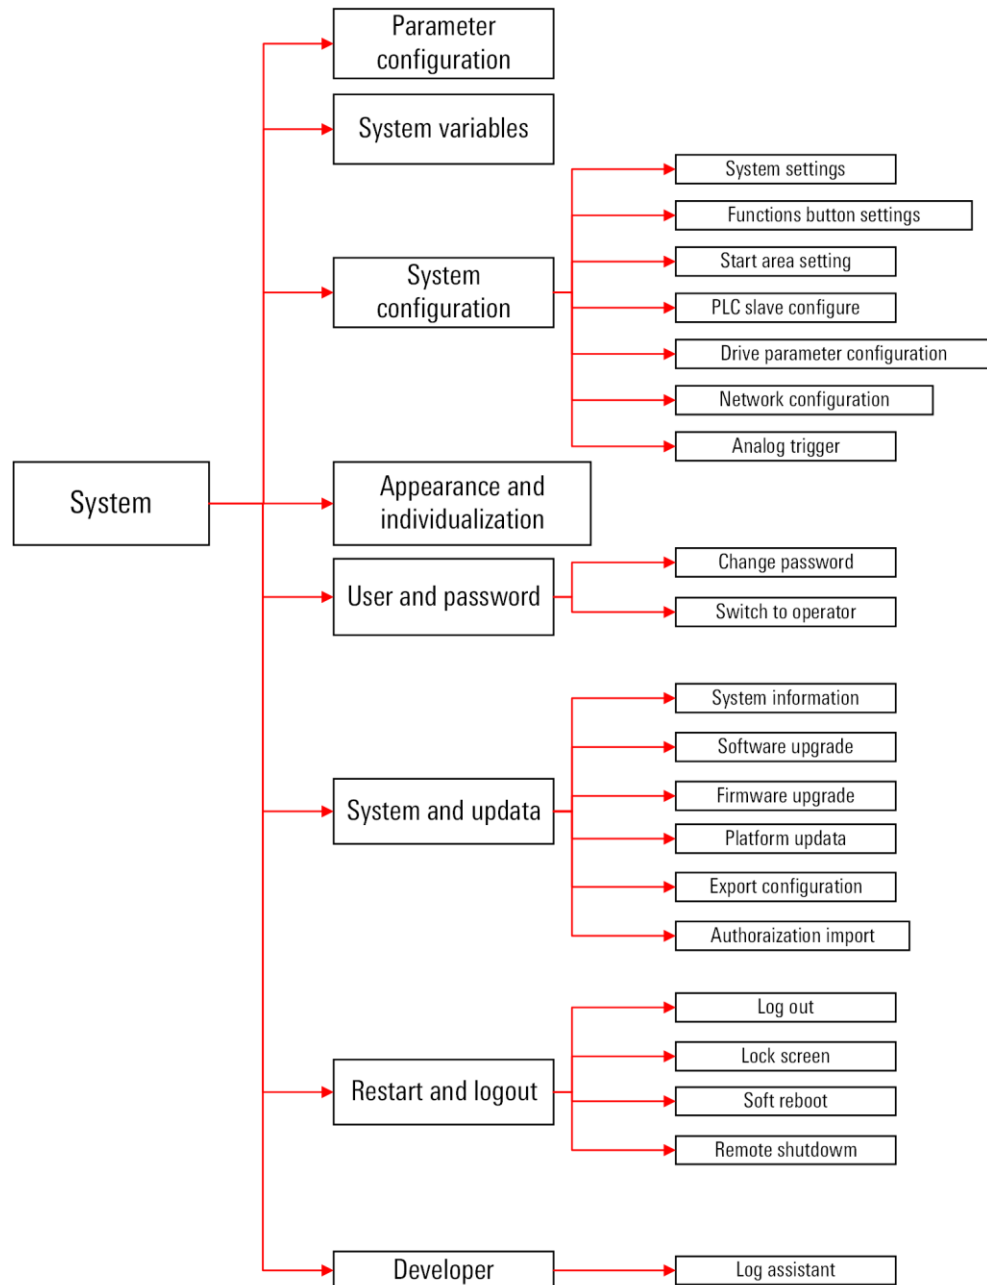 Parameter
configuration
System variables
System settings
Functions button settings
System
configuration
Start area setting
PLC slave configure
Drive parameter configuration
Network configuration
Analog trigger
System
Appearance and
individualization
User and password
Change password
Switch to operator
System information
Software upgrade
System and updata
Firmware upgrade
Platform updata
Export configuration
Authoraization import
Log out
Restart and logout
Lock screen
Soft reboot
Remote shutdowm
Developer
Log assistant